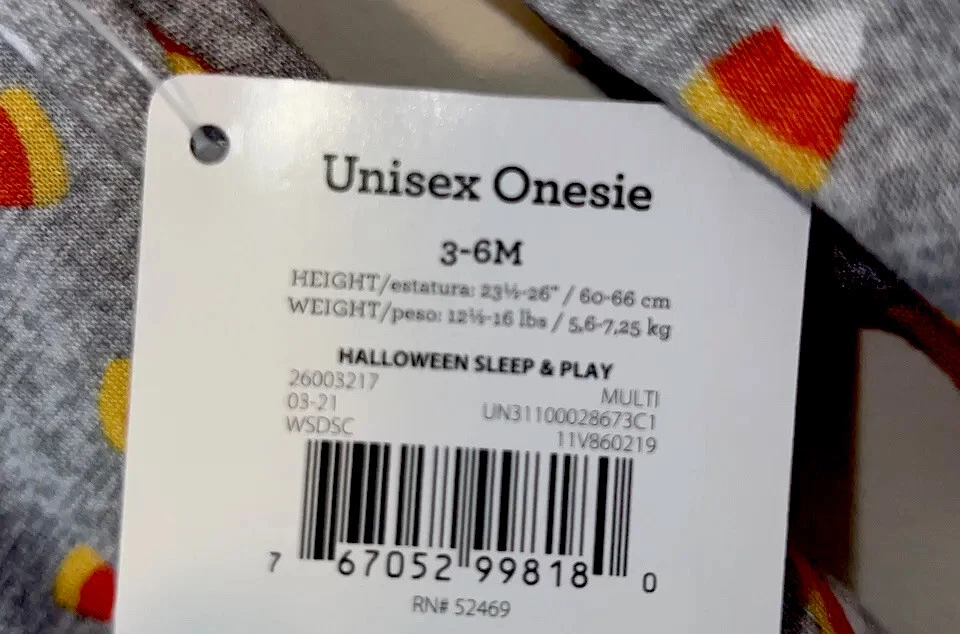 Unisex Onesie
3-6M
HEIGHT/estatura: 23½-26" / 60-66 cm
WEIGHT/peso: 12½-16 lbs / 5,6-7,25 kg
HALLOWEEN SLEEP & PLAY
26003217 MULTI
03-21 UN31100028673C1
WSDSC 11V860219
7 67052 99818 0
RN# 52469